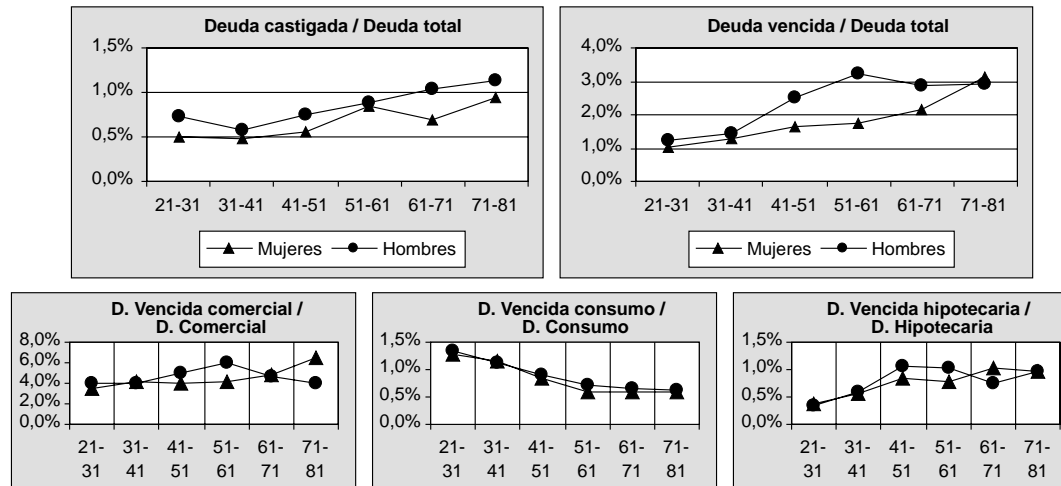 Deuda castigada / Deuda total
1,5%
1,0%
0,5%
0,0%
21-31 31-41 41-51 51-61 61-71 71-81
Mujeres Hombres
Deuda vencida / Deuda total
4,0%
3,0%
2,0%
1,0%
0,0%
21-31 31-41 41-51 51-61 61-71 71-81
Mujeres Hombres
D. Vencida comercial /
D. Comercial
8,0%
6,0%
4,0%
2,0%
0,0%
21- 31- 41- 51- 61- 71-
31 41 51 61 71 81
D. Vencida consumo /
D. Consumo
1,5%
1,0%
0,5%
0,0%
21- 31- 41- 51- 61- 71-
31 41 51 61 71 81
D. Vencida hipotecaria /
D. Hipotecaria
1,5%
1,0%
0,5%
0,0%
21- 31- 41- 51- 61- 71-
31 41 51 61 71 81